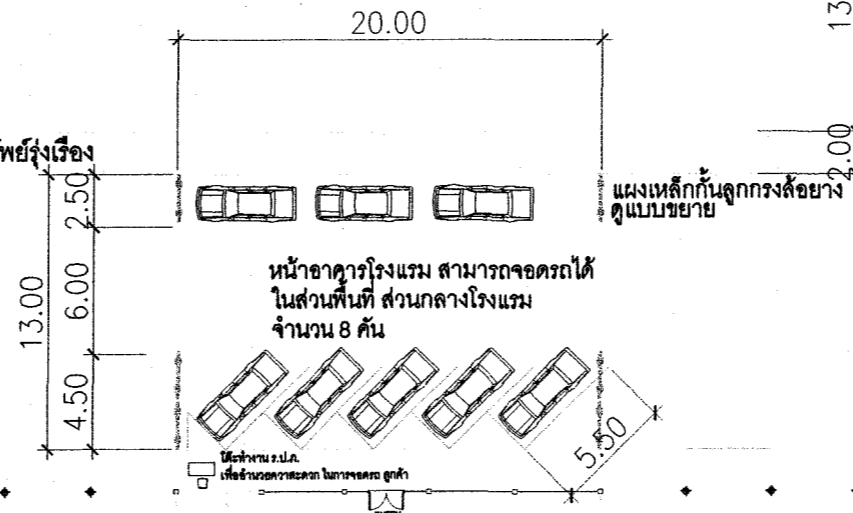 20.00
13
2.00
พย์รุ่งเรือง
2.50
แผงเหล็กกั้นลูกกรงล้อยาง
ดูแบบขยาย
13.00
6.00
หน้าอาคารโรงแรม สามารถจอดรถได้
ในส่วนพื้นที่ ส่วนกลางโรงแรม
จำนวน 8 คัน
4.50
5.50
โต๊ะทำงาน ร.ป.ภ.
เพื่ออำนวยความสะดวก ในการจอดรถ ลูกค้า